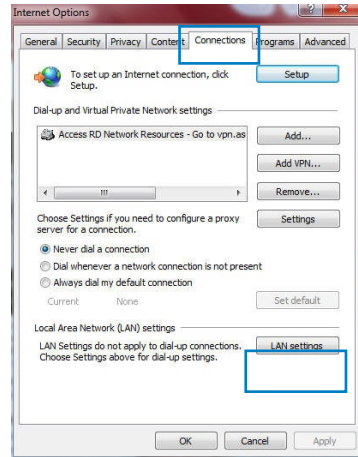 Internet Options
General Security Privacy Content Connections Programs Advanced
To set up an Internet connection, click
Setup.
Setup
Dial-up and Virtual Private Network settings
Access RD Network Resources - Go to vpn.as
Add...
Add VPN...
Remove...
Choose Settings if you need to configure a proxy
server for a connection.
Settings
Never dial a connection
Dial whenever a network connection is not present
Always dial my default connection
Current None
Set default
Local Area Network (LAN) settings
LAN Settings do not apply to dial-up connections.
Choose Settings above for dial-up settings.
LAN settings
OK Cancel Apply